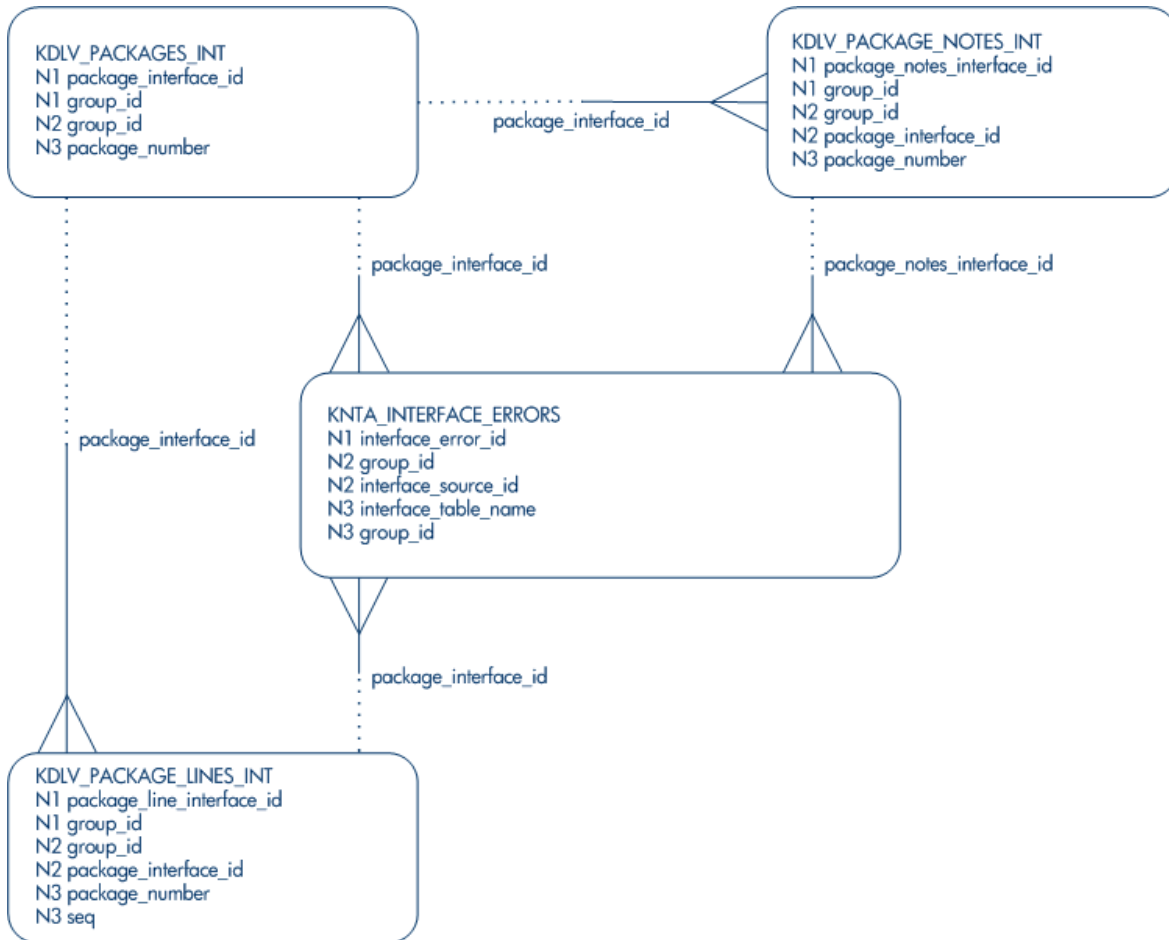 KDLV_PACKAGES_INT
N1 package_interface_id
N1 group_id
N2 group_id
N3 package_number
KDLV_PACKAGE_NOTES_INT
N1 package_notes_interface_id
N1 group_id
N2 group_id
N2 package_interface_id
N3 package_number
package_interface_id
package_interface_id
package_notes_interface_id
package_interface_id
KNTA_INTERFACE_ERRORS
N1 interface_error_id
N2 group_id
N2 interface_source_id
N3 interface_table_name
N3 group_id
package_interface_id
KDLV_PACKAGE_LINES_INT
N1 package_line_interface_id
N1 group_id
N2 group_id
N2 package_interface_id
N3 package_number
N3 seq